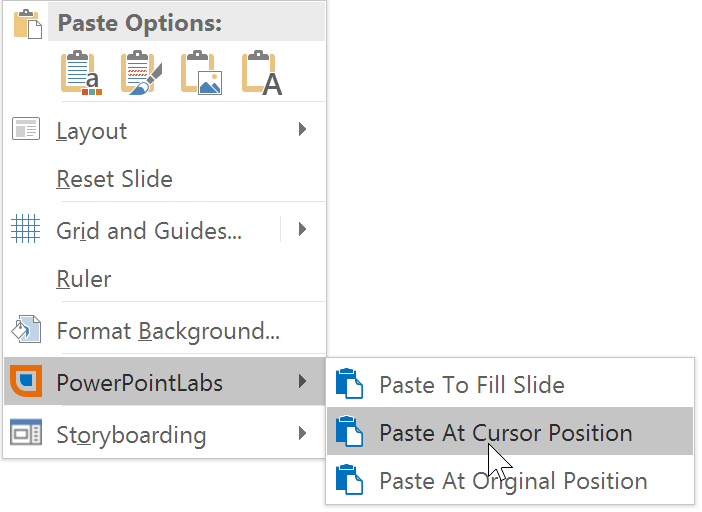 Paste Options:
Layout
Reset Slide
Grid and Guides...
Ruler
Format Background...
PowerPointLabs
Storyboarding
Paste To Fill Slide
Paste At Cursor Position
Paste At Original Position